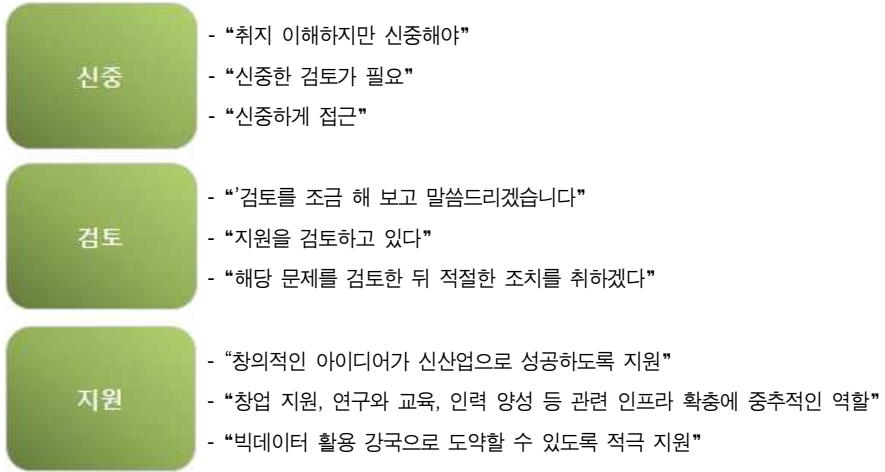 신중
- “취지 이해하지만 신중해야”
- “신중한 검토가 필요”
- “신중하게 접근”
검토
- “’검토를 조금 해 보고 말씀드리겠습니다”
- “지원을 검토하고 있다”
- “해당 문제를 검토한 뒤 적절한 조치를 취하겠다”
지원
- “창의적인 아이디어가 신산업으로 성공하도록 지원”
- “창업 지원, 연구와 교육, 인력 양성 등 관련 인프라 확충에 중추적인 역할”
- “빅데이터 활용 강국으로 도약할 수 있도록 적극 지원”